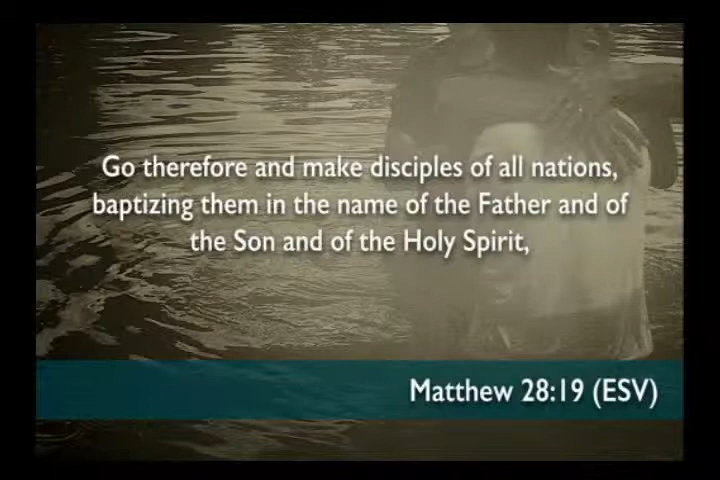 Go therefore and make disciples of all nations,
baptizing them in the name of the Father and of
the Son and of the Holy Spirit,
Matthew 28:19 (ESV)